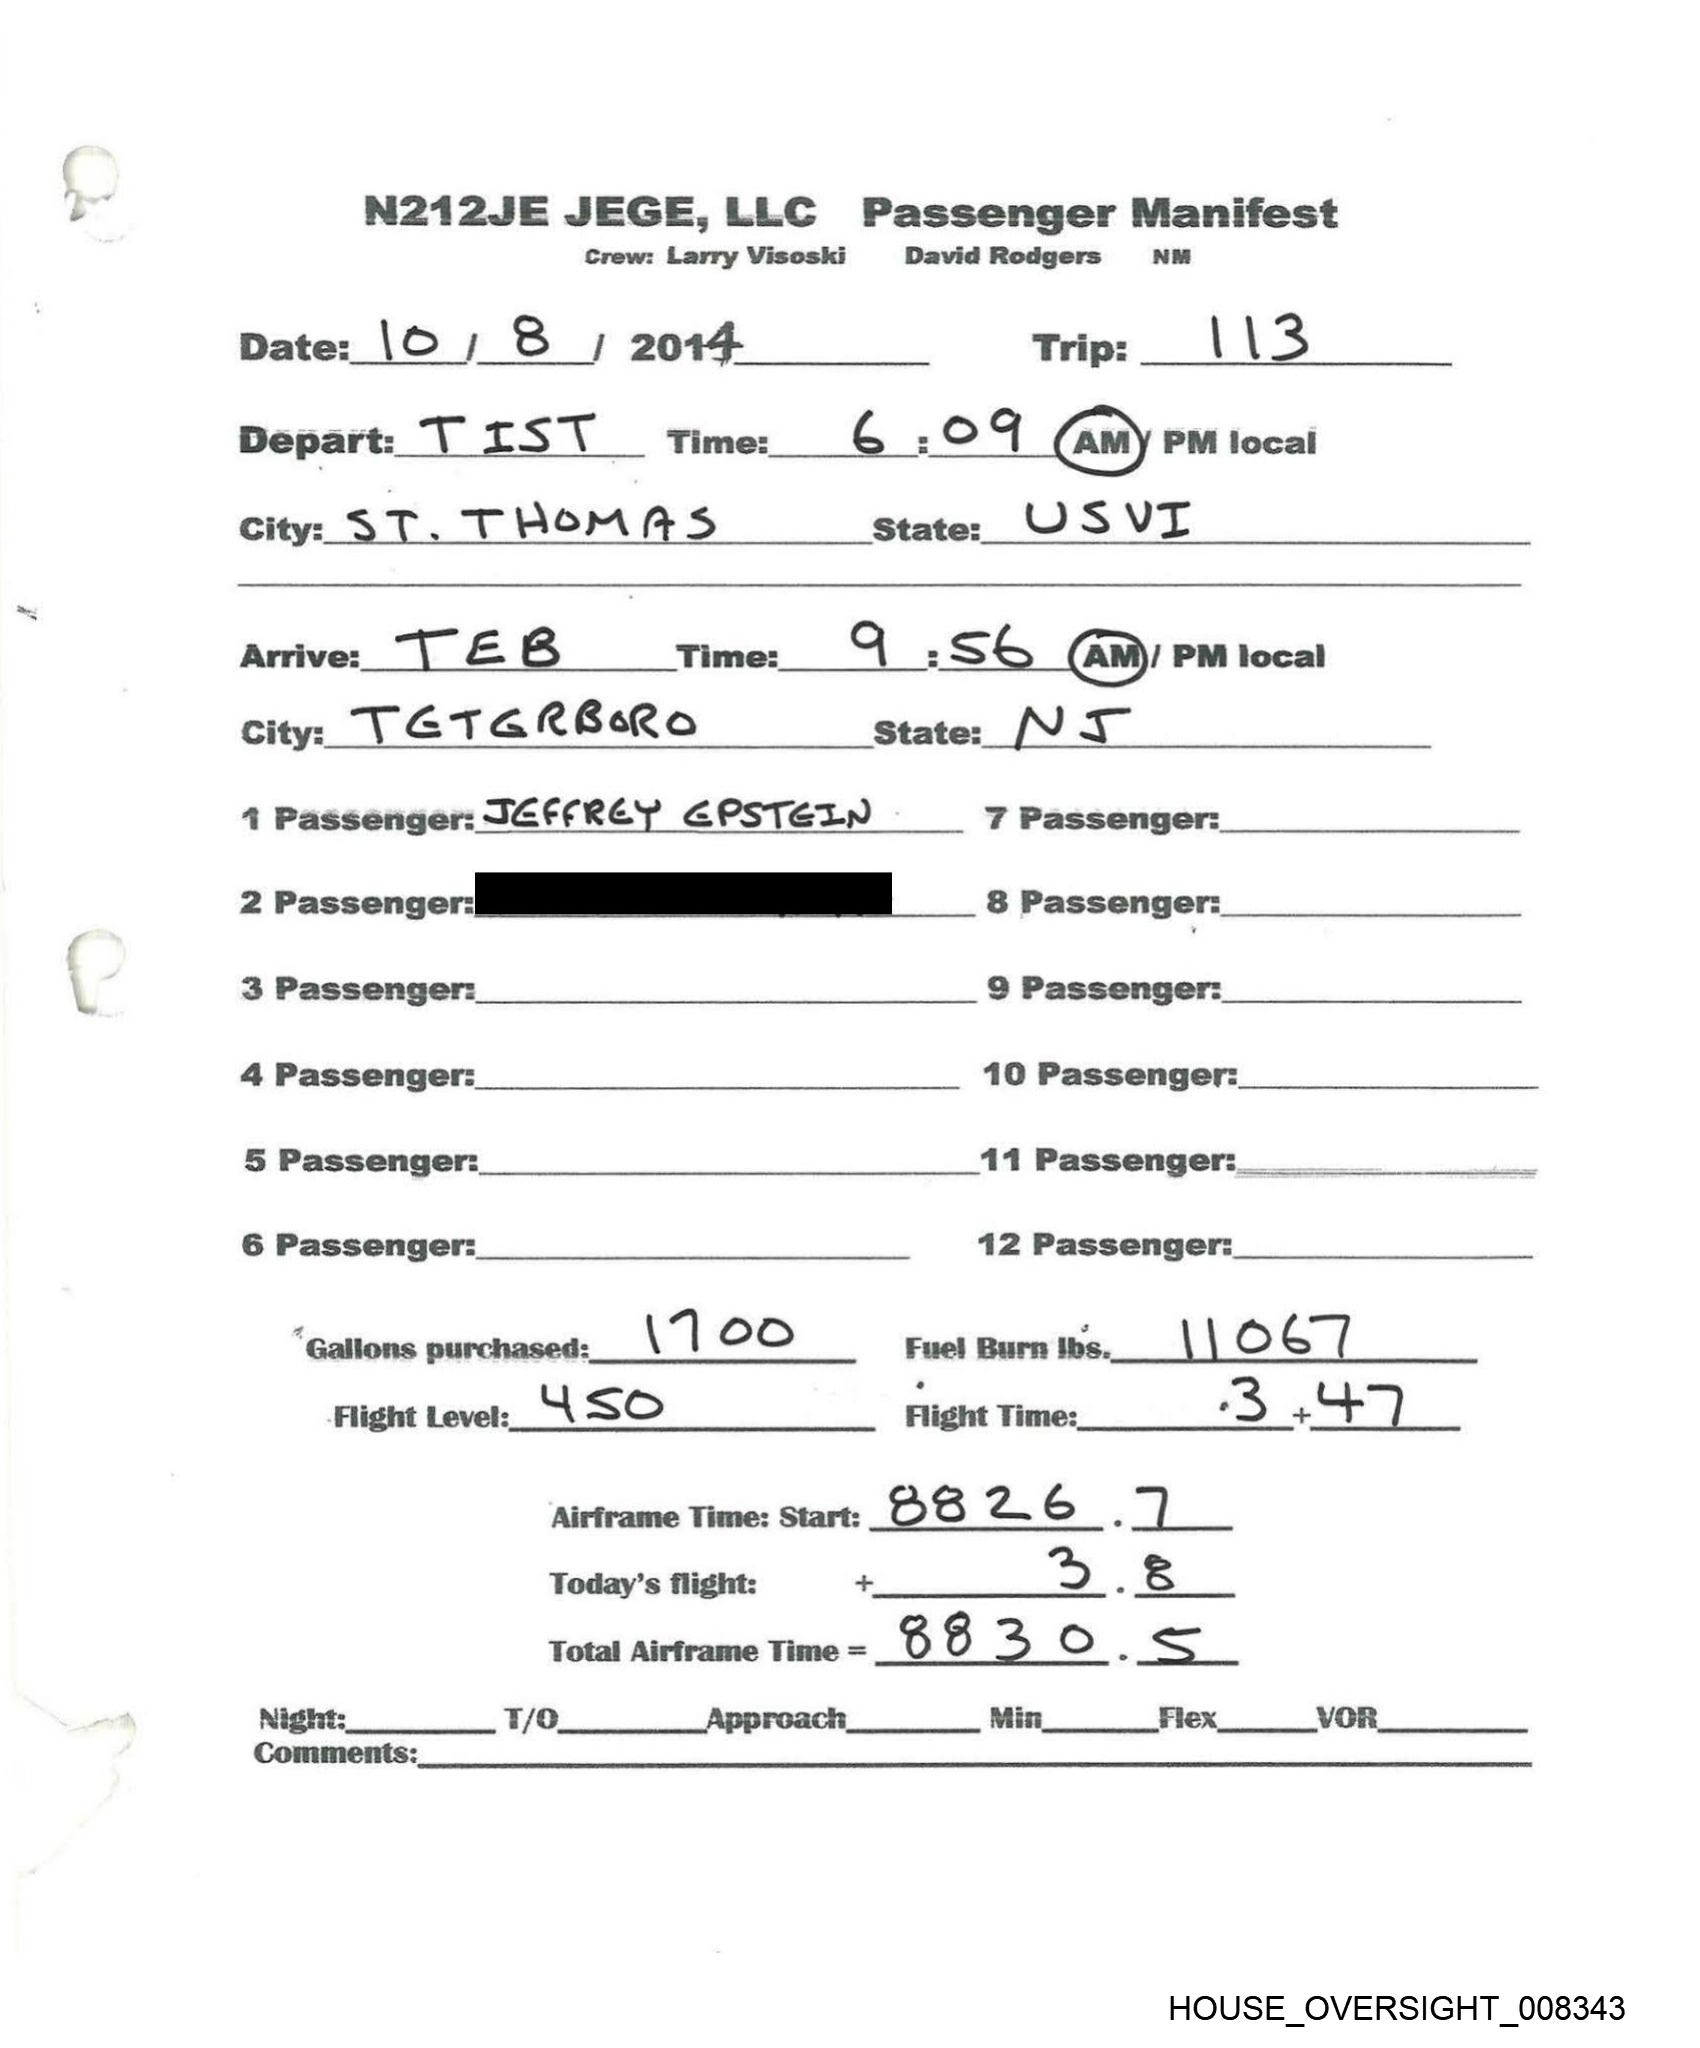 N212JE JEGE, LLC Passenger Manifest
Crew: Larry Visoski David Rodgers NM
Date: 10 / 8 / 2014 Trip: 113
Depart: TIST Time: 6 : 09 AM / PM local
City: ST. THOMAS State: USVI
Arrive: TEB Time: 9 : 56 AM / PM local
City: TETERBORO State: NJ
1 Passenger: JEFFREY EPSTEIN 7 Passenger:
2 Passenger: 8 Passenger:
3 Passenger: 9 Passenger:
4 Passenger: 10 Passenger:
5 Passenger: 11 Passenger:
6 Passenger: 12 Passenger:
Gallons purchased: 1700 Fuel Burn lbs. 11067
Flight Level: 450 Flight Time: 3 + 47
Airframe Time: Start: 8826 . 7
Today's flight: + 3 . 8
Total Airframe Time = 8830 . 5
Night: T/O Approach Min Flex VOR
Comments:
HOUSE_OVERSIGHT_008343